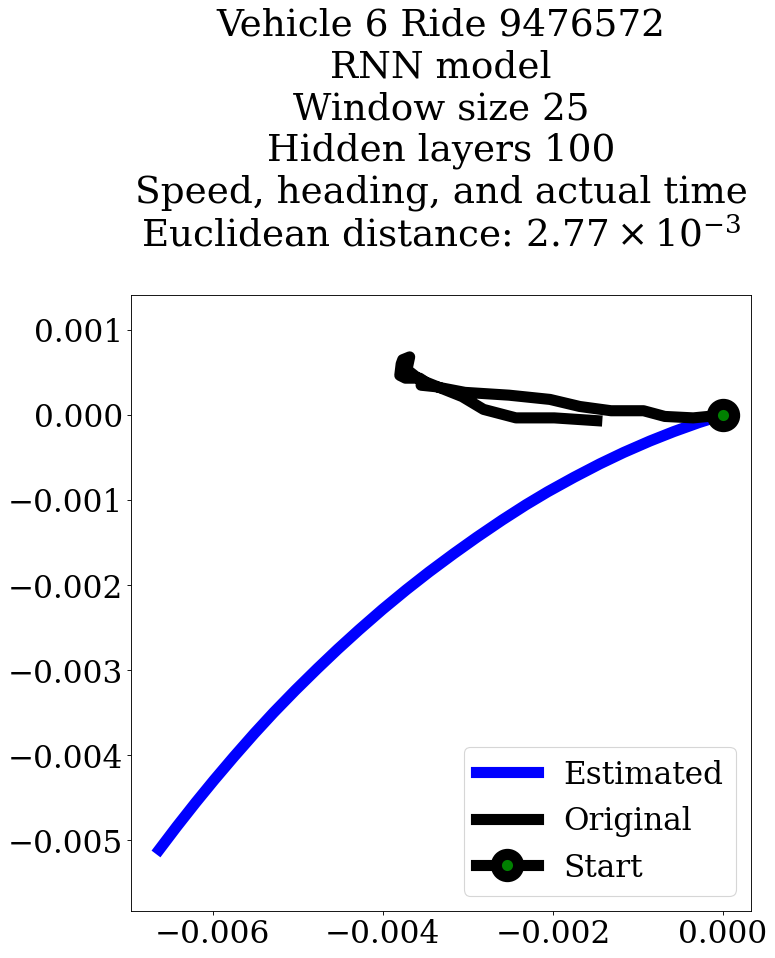 Vehicle 6 Ride 9476572
RNN model
Window size 25
Hidden layers 100
Speed, heading, and actual time
Euclidean distance: 2.77 × 10⁻³
0.001
0.000
−0.001
−0.002
−0.003
−0.004
−0.005
Estimated
Original
Start
−0.006 −0.004 −0.002 0.000